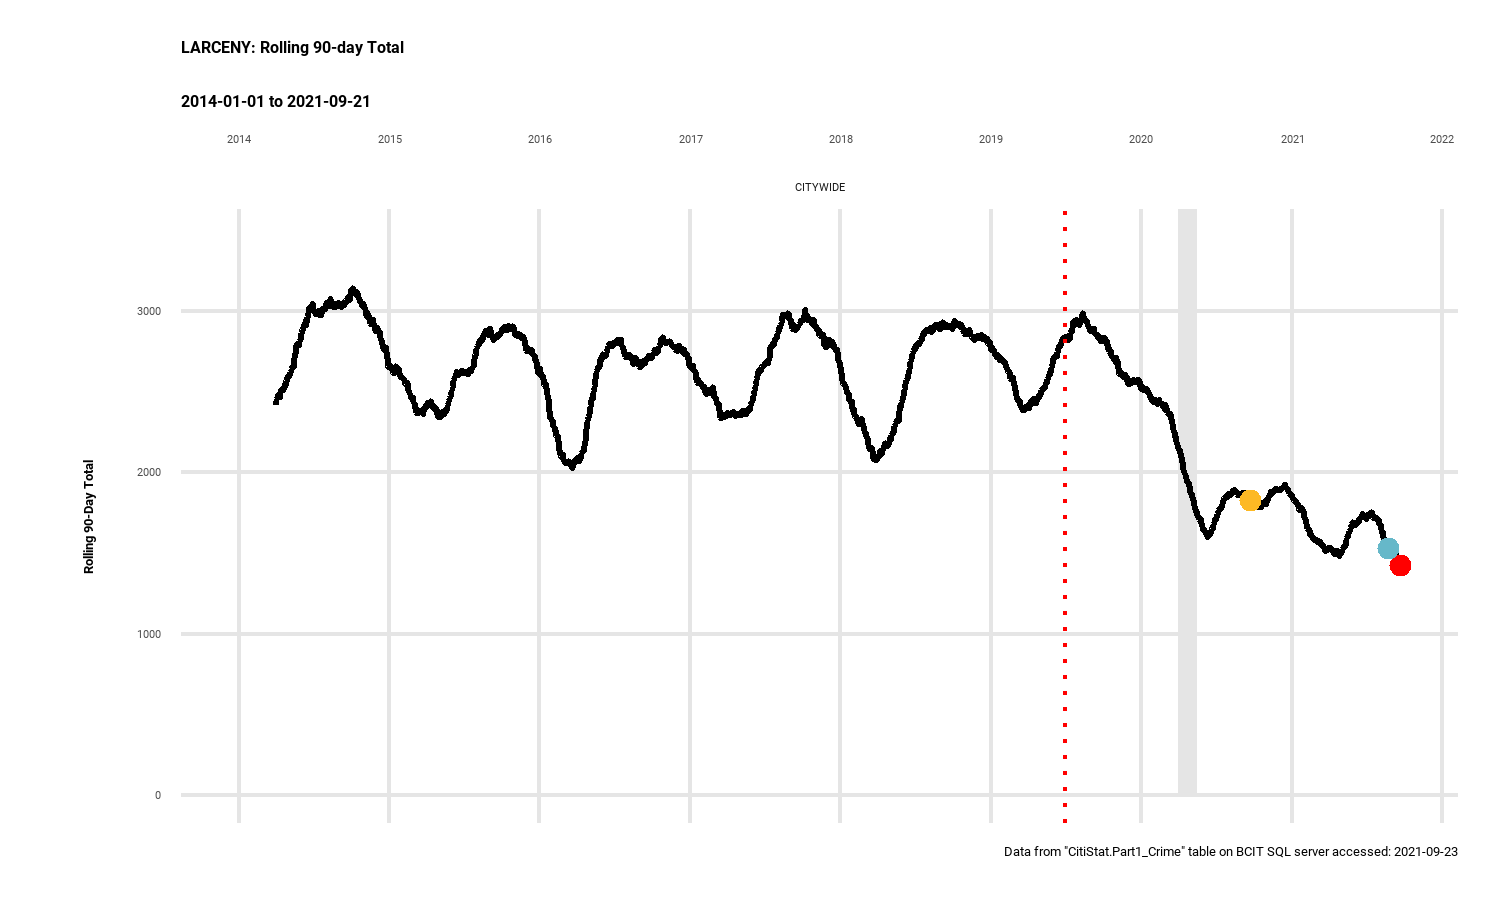 LARCENY: Rolling 90-day Total
2014-01-01 to 2021-09-21
2014 2015 2016 2017 2018 2019 2020 2021 2022
CITYWIDE
3000
2000
1000
0
Rolling 90-Day Total
Data from "CitiStat.Part1_Crime" table on BCIT SQL server accessed: 2021-09-23